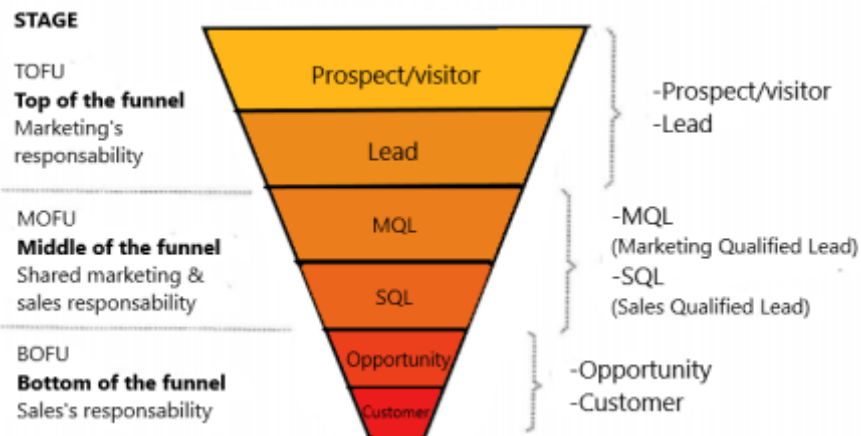 STAGE
TOFU
Top of the funnel
Marketing's
responsability
MOFU
Middle of the funnel
Shared marketing &
sales responsability
BOFU
Bottom of the funnel
Sales's responsability
Prospect/visitor
Lead
MQL
SQL
Opportunity
Customer
-Prospect/visitor
-Lead
-MQL
(Marketing Qualified Lead)
-SQL
(Sales Qualified Lead)
-Opportunity
-Customer